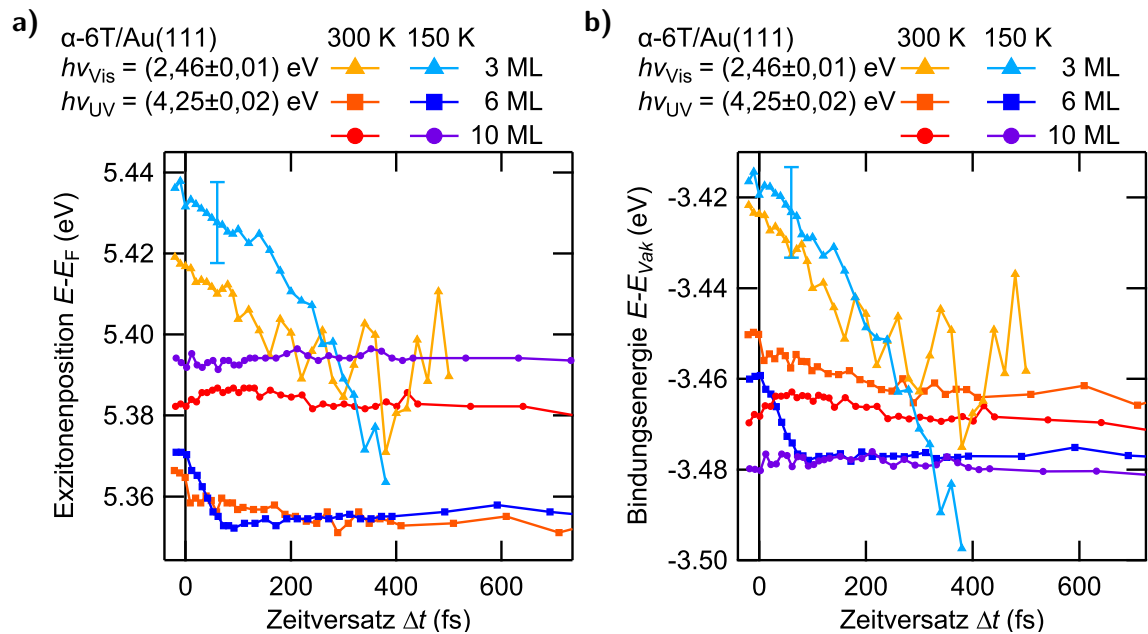 a)
α-6T/Au(111) 300 K 150 K
hνVis = (2,46±0,01) eV 3 ML
hνUV = (4,25±0,02) eV 6 ML
10 ML
5.44
5.42
5.40
5.38
5.36
Exzitonenposition E-EF (eV)
0 200 400 600
Zeitversatz Δt (fs)
b)
α-6T/Au(111) 300 K 150 K
hνVis = (2,46±0,01) eV 3 ML
hνUV = (4,25±0,02) eV 6 ML
10 ML
-3.42
-3.44
-3.46
-3.48
-3.50
Bindungsenergie E-EVak (eV)
0 200 400 600
Zeitversatz Δt (fs)